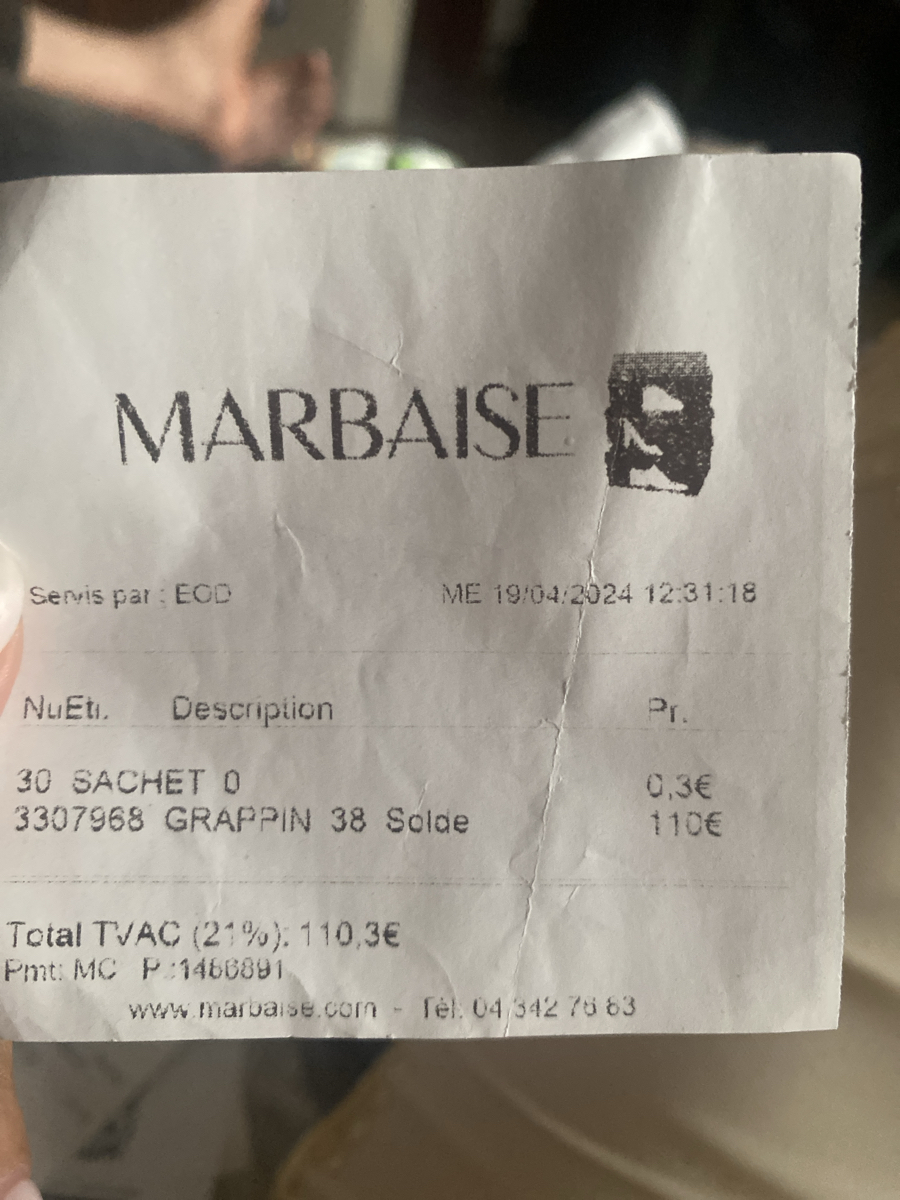 MARBAISE
Servis par : EOD
ME 19/04/2024 12:31:18
NuEti. Description Pr.
30 SACHET 0 0,3€
3307968 GRAPPIN 38 Solde 110€
Total TVAC (21%): 110,3€
Pmt: MC P.:1486891
www.marbaise.com - Tél: 04 342 76 63